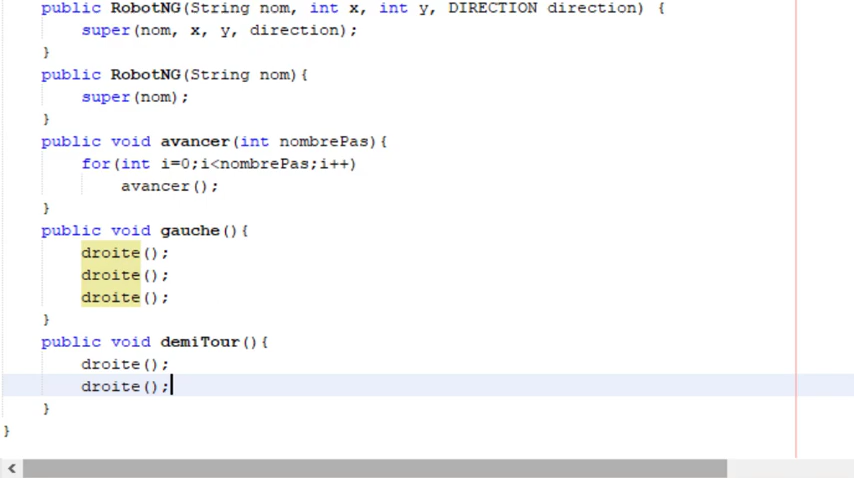 public RobotNG(String nom, int x, int y, DIRECTION direction) {
super(nom, x, y, direction);
}
public RobotNG(String nom){
super(nom);
}
public void avancer(int nombrePas){
for(int i=0;i<nombrePas;i++)
avancer();
}
public void gauche(){
droite();
droite();
droite();
}
public void demiTour(){
droite();
droite();
}
}